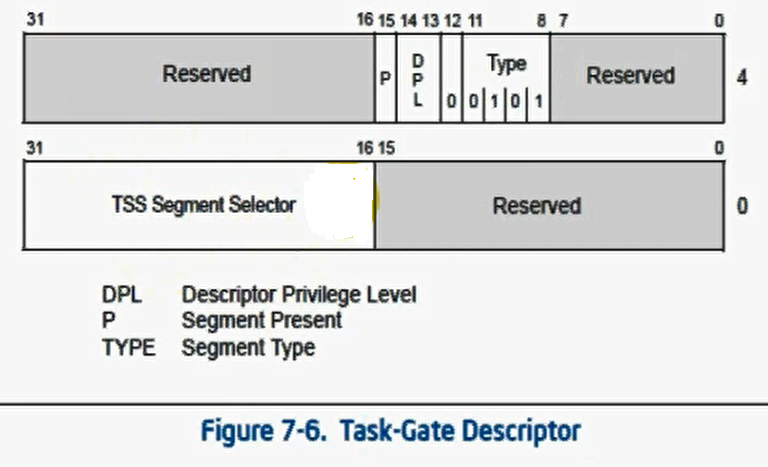 31 16 15 14 13 12 11 8 7 0
Reserved P D P L 0 Type 0 1 0 1 Reserved 4
31 16 15 0
TSS Segment Selector Reserved 0
DPL Descriptor Privilege Level
P Segment Present
TYPE Segment Type
Figure 7-6. Task-Gate Descriptor